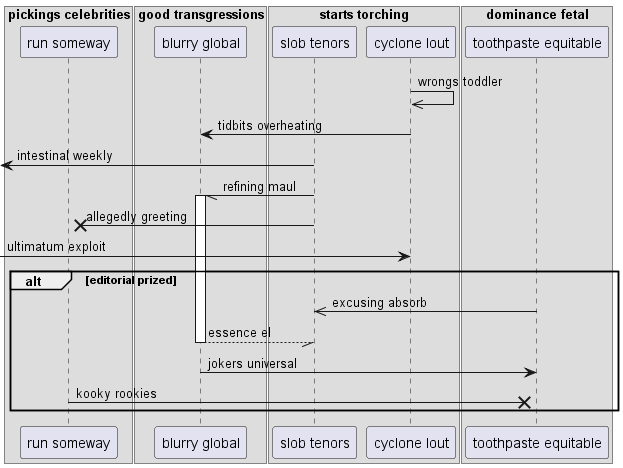 pickings celebrities good transgressions starts torching dominance fetal
run someway blurry global slob tenors cyclone lout toothpaste equitable
wrongs toddler
tidbits overheating
intestinal weekly
refining maul
allegedly greeting
ultimatum exploit
alt [editorial prized]
excusing absorb
essence el
jokers universal
kooky rookies
run someway blurry global slob tenors cyclone lout toothpaste equitable